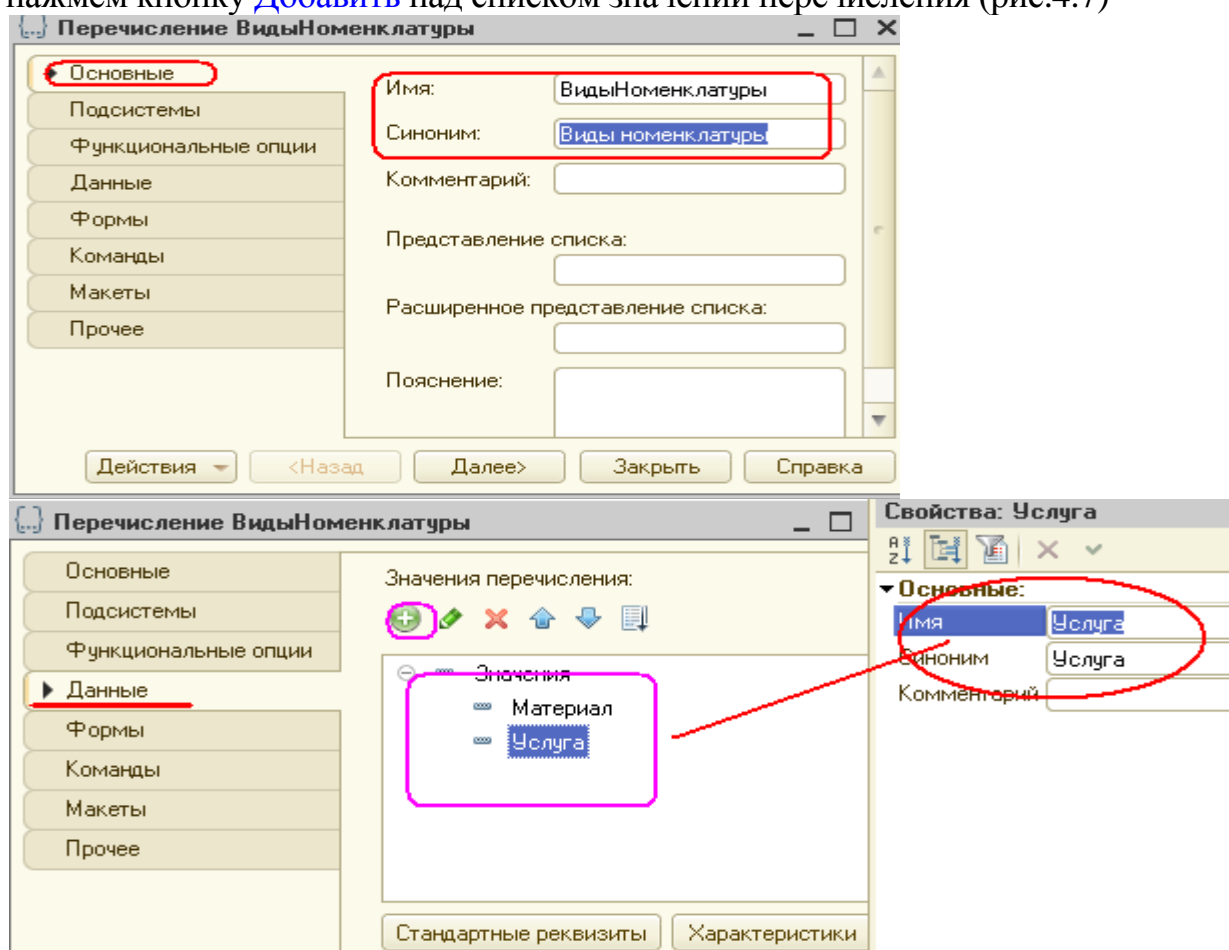 нажмем кнопку Добавить над списком значений перечисления (рис.4.7)
Перечисление ВидыНоменклатуры
Основные
Подсистемы
Функциональные опции
Данные
Формы
Команды
Макеты
Прочее
Имя: ВидыНоменклатуры
Синоним: Виды номенклатуры
Комментарий:
Представление списка:
Расширенное представление списка:
Пояснение:
Действия <Назад Далее> Закрыть Справка
Перечисление ВидыНоменклатуры
Основные
Подсистемы
Функциональные опции
Данные
Формы
Команды
Макеты
Прочее
Значения перечисления:
Значения
Материал
Услуга
Стандартные реквизиты Характеристики
Свойства: Услуга
Основные:
Имя Услуга
Синоним Услуга
Комментарий